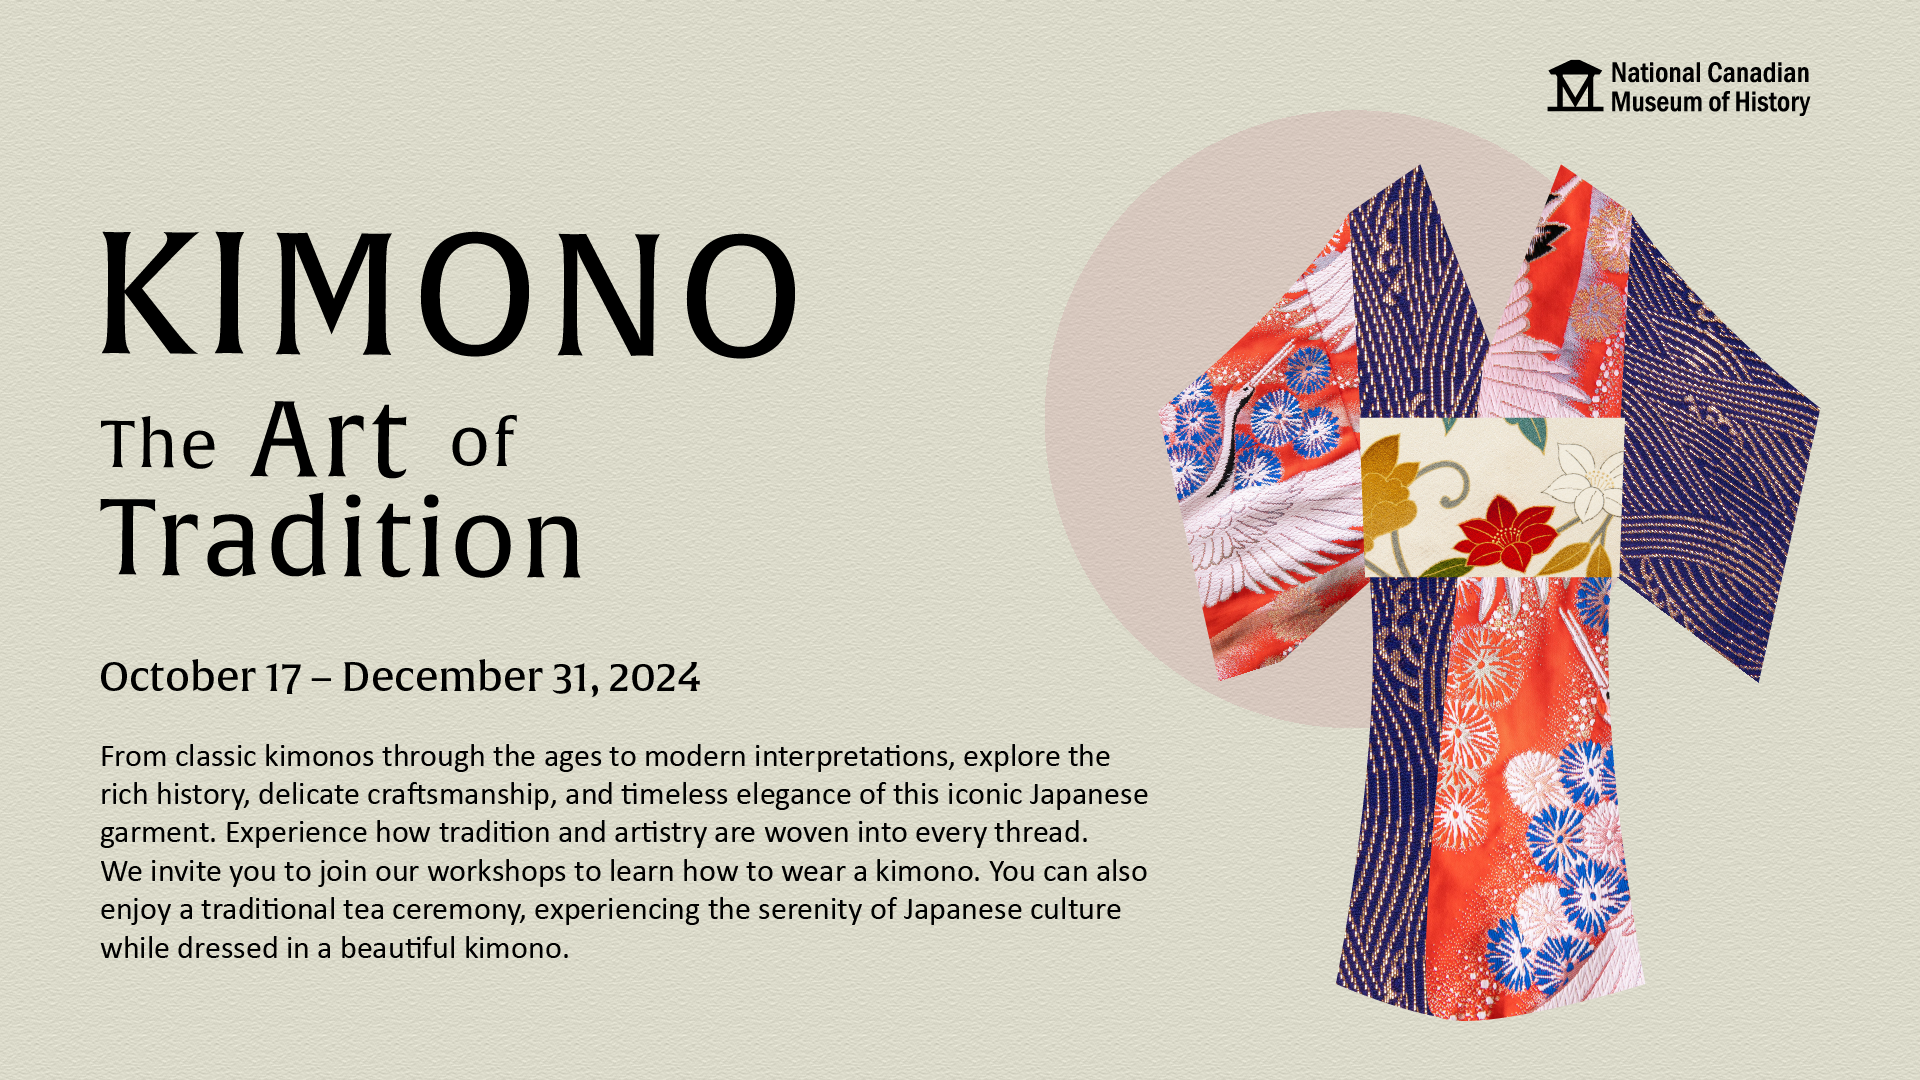 National Canadian
Museum of History
KIMONO
The Art of
Tradition
October 17 – December 31, 2024
From classic kimonos through the ages to modern interpretations, explore the
rich history, delicate craftsmanship, and timeless elegance of this iconic Japanese
garment. Experience how tradition and artistry are woven into every thread.
We invite you to join our workshops to learn how to wear a kimono. You can also
enjoy a traditional tea ceremony, experiencing the serenity of Japanese culture
while dressed in a beautiful kimono.